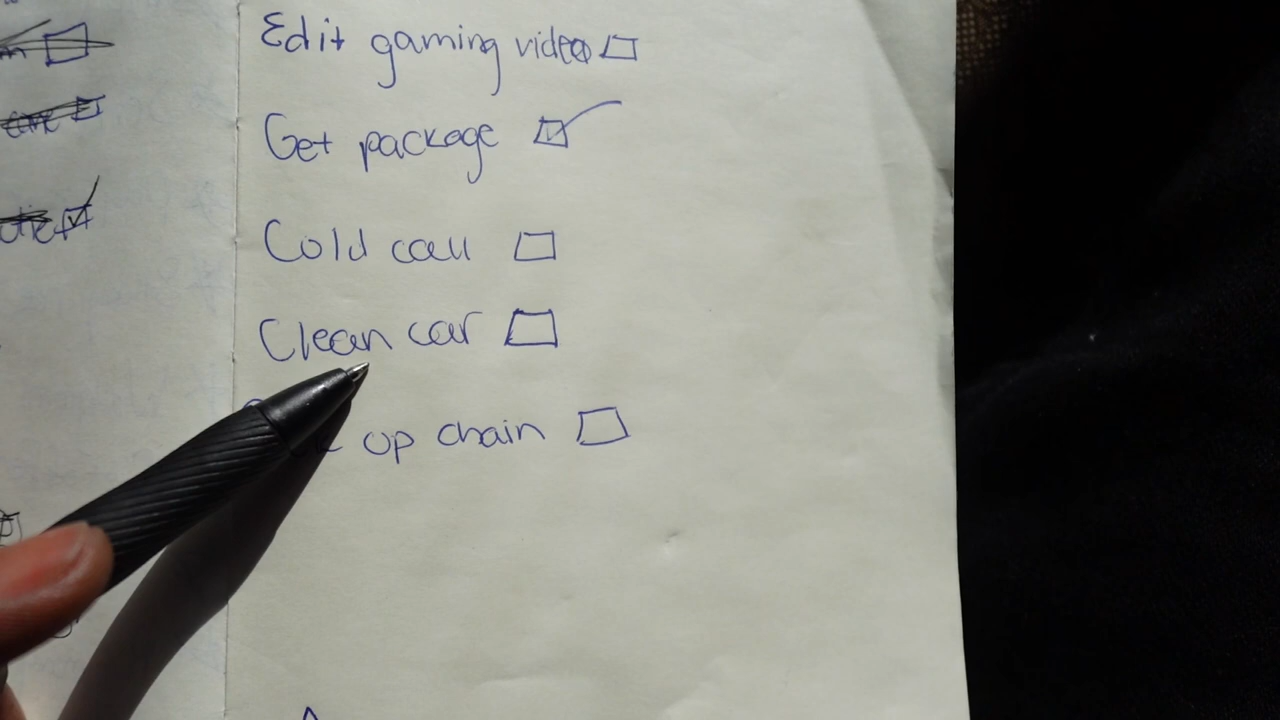 Edit gaming video
Get package
Cold call
Clean car
up chain